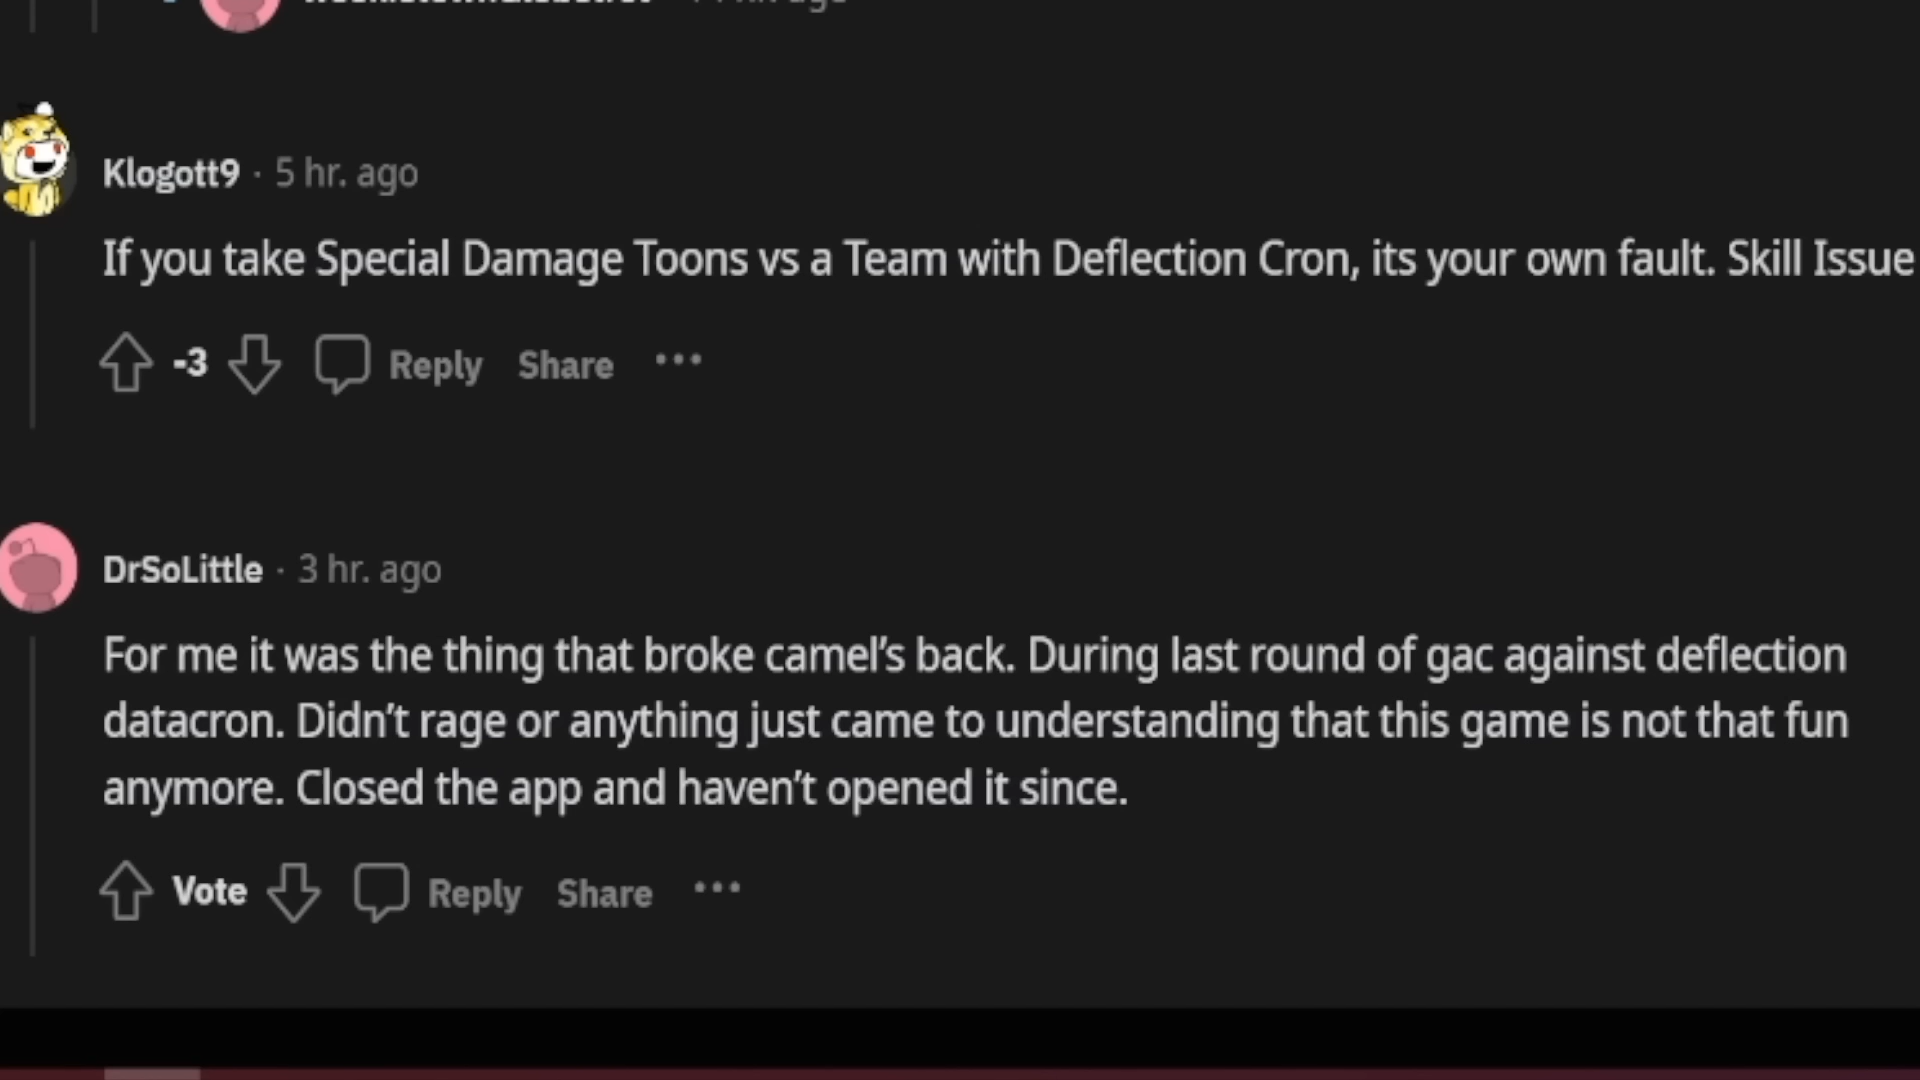 Klogott9 · 5 hr. ago
If you take Special Damage Toons vs a Team with Deflection Cron, its your own fault. Skill Issue
-3 Reply Share ...
DrSoLittle · 3 hr. ago
For me it was the thing that broke camel’s back. During last round of gac against deflection
datacron. Didn’t rage or anything just came to understanding that this game is not that fun
anymore. Closed the app and haven’t opened it since.
Vote Reply Share ...